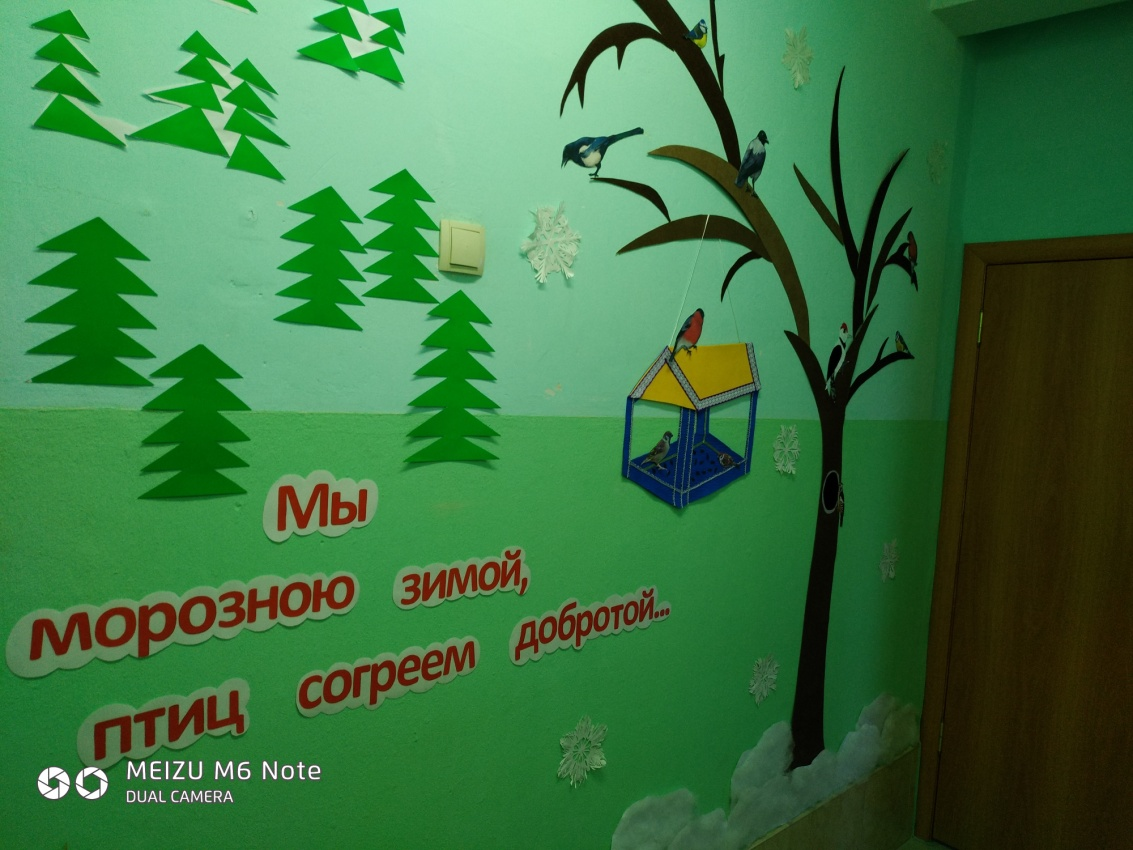 Мы
морозною зимой,
птиц согреем добротой...
MEIZU M6 Note
DUAL CAMERA